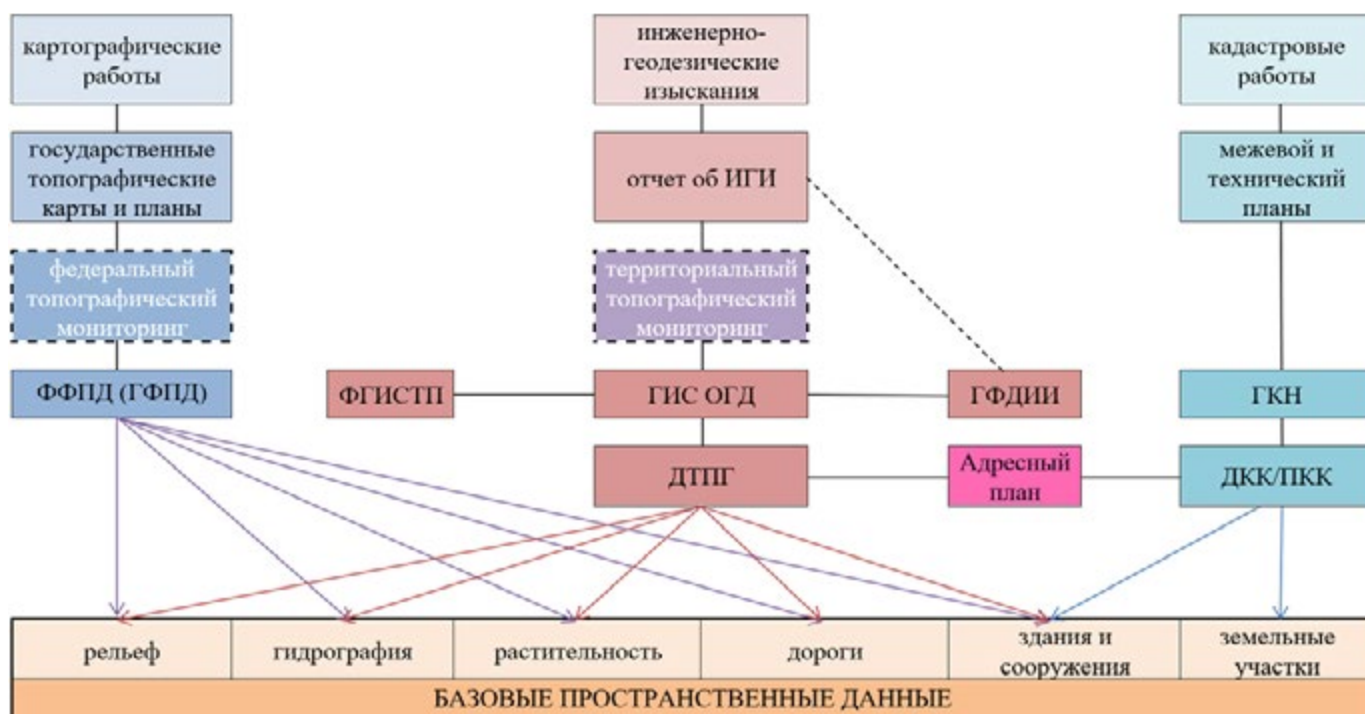 картографические
работы
инженерно-
геодезические
изыскания
кадастровые
работы
государственные
топографические
карты и планы
отчет об ИГИ
межевой и
технический
планы
федеральный
топографический
мониторинг
территориальный
топографический
мониторинг
ФФПД (ГФПД)
ФГИСТП
ГИС ОГД
ГФДИИ
ГКН
ДТПГ
Адресный
план
ДКК/ПКК
рельеф
гидрография
растительность
дороги
здания и
сооружения
земельные
участки
БАЗОВЫЕ ПРОСТРАНСТВЕННЫЕ ДАННЫЕ